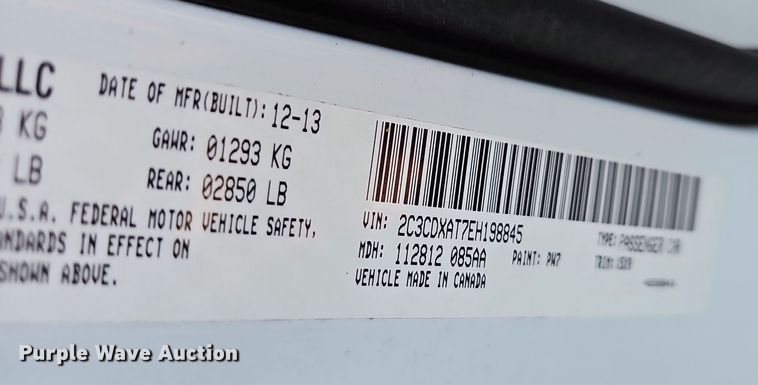 LLC
DATE OF MFR(BUILT): 12-13
KG
GAWR: 01293 KG
LB
REAR: 02850 LB
U.S.A. FEDERAL MOTOR VEHICLE SAFETY,
ANDARDS IN EFFECT ON
SHOWN ABOVE.
VIN: 2C3CDXAT7EH198845
TYPE: PASSENGER CAR
MDH: 112812 085AA
PAINT: PW7
TRIM:
VEHICLE MADE IN CANADA
Purple Wave Auction